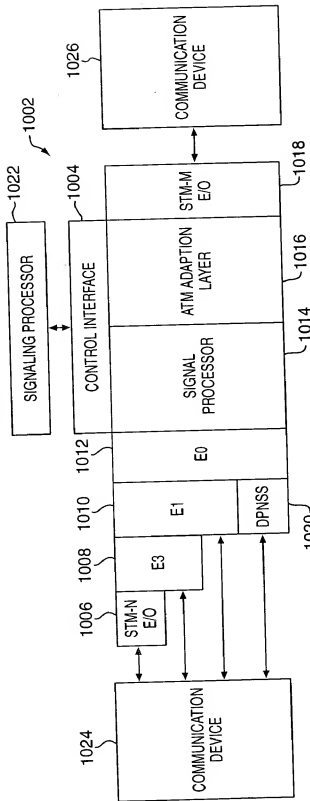 1022
SIGNALING PROCESSOR
1002
1004
CONTROL INTERFACE
1026
COMMUNICATION
DEVICE
1006
STM-N
E/O
1008
E3
1010
E1
1012
E0
SIGNAL
PROCESSOR
ATM ADAPTION
LAYER
STM-M
E/O
DPNSS
1020
1014
1016
1018
1024
COMMUNICATION
DEVICE